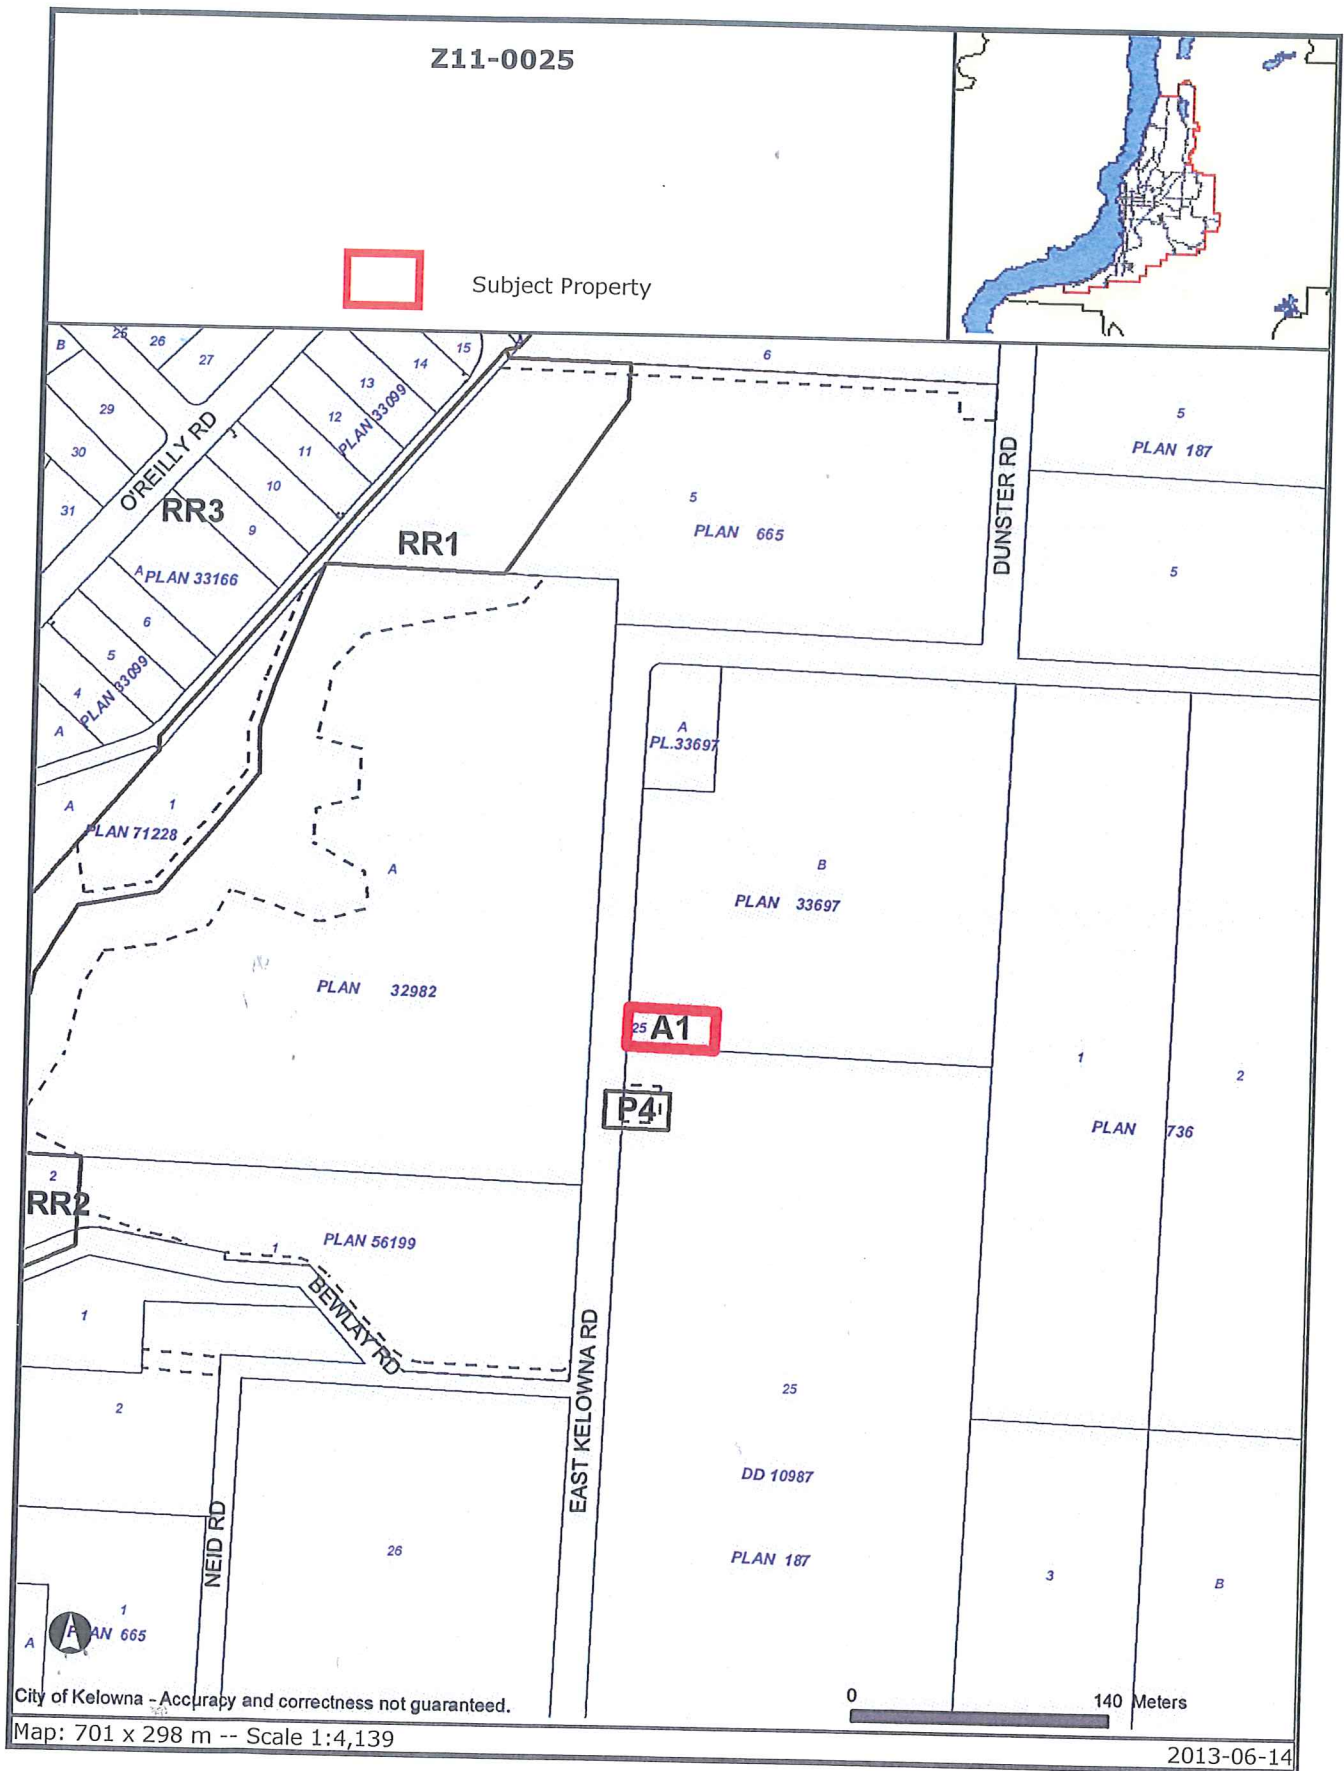 Z11-0025
Subject Property
B
26
27
15
14
13
12
11
10
9
PLAN 33099
29
30
31
O'REILLY RD
RR3
A PLAN 33166
6
5
4
PLAN 33099
A
6
RR1
5
PLAN 665
DUNSTER RD
5
PLAN 187
5
A
PL.33697
A
1
PLAN 71228
A
B
PLAN 33697
PLAN 32982
25 A1
P4
1
2
PLAN 736
2
RR2
1
PLAN 56199
BEWLAY RD
1
2
EAST KELOWNA RD
25
DD 10987
PLAN 187
NEID RD
26
3
B
1
PLAN 665
A
City of Kelowna - Accuracy and correctness not guaranteed.
0 140 Meters
Map: 701 x 298 m -- Scale 1:4,139
2013-06-14